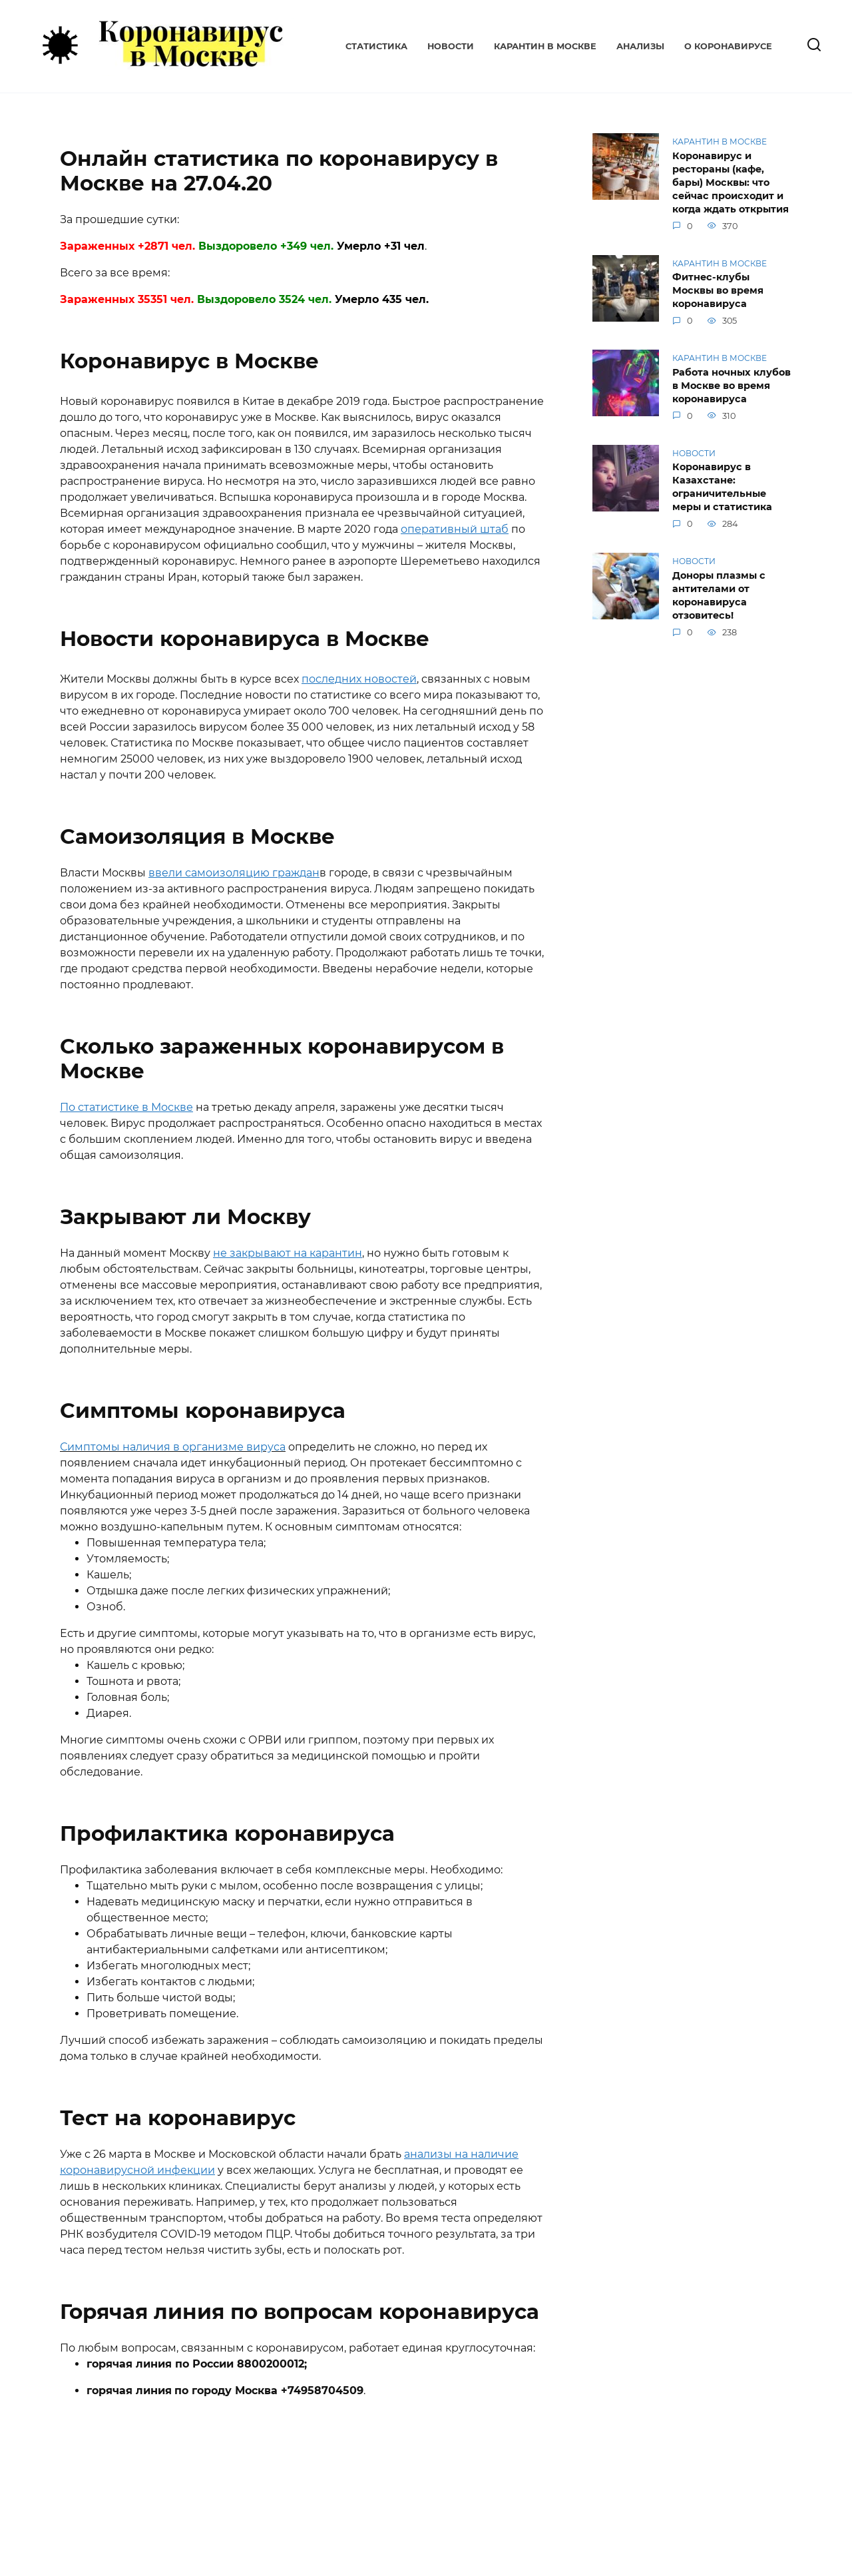 Коронавирус
в Москве
СТАТИСТИКА НОВОСТИ КАРАНТИН В МОСКВЕ АНАЛИЗЫ О КОРОНАВИРУСЕ
Онлайн статистика по коронавирусу в
Москве на 27.04.20
За прошедшие сутки:
Зараженных +2871 чел. Выздоровело +349 чел. Умерло +31 чел.
Всего за все время:
Зараженных 35351 чел. Выздоровело 3524 чел. Умерло 435 чел.
Коронавирус в Москве
Новый коронавирус появился в Китае в декабре 2019 года. Быстрое распространение
дошло до того, что коронавирус уже в Москве. Как выяснилось, вирус оказался
опасным. Через месяц, после того, как он появился, им заразилось несколько тысяч
людей. Летальный исход зафиксирован в 130 случаях. Всемирная организация
здравоохранения начала принимать всевозможные меры, чтобы остановить
распространение вируса. Но несмотря на это, число заразившихся людей все равно
продолжает увеличиваться. Вспышка коронавируса произошла и в городе Москва.
Всемирная организация здравоохранения признала ее чрезвычайной ситуацией,
которая имеет международное значение. В марте 2020 года оперативный штаб по
борьбе с коронавирусом официально сообщил, что у мужчины – жителя Москвы,
подтвержденный коронавирус. Немного ранее в аэропорте Шереметьево находился
гражданин страны Иран, который также был заражен.
Новости коронавируса в Москве
Жители Москвы должны быть в курсе всех последних новостей, связанных с новым
вирусом в их городе. Последние новости по статистике со всего мира показывают то,
что ежедневно от коронавируса умирает около 700 человек. На сегодняшний день по
всей России заразилось вирусом более 35 000 человек, из них летальный исход у 58
человек. Статистика по Москве показывает, что общее число пациентов составляет
немногим 25000 человек, из них уже выздоровело 1900 человек, летальный исход
настал у почти 200 человек.
Самоизоляция в Москве
Власти Москвы ввели самоизоляцию гражданв городе, в связи с чрезвычайным
положением из-за активного распространения вируса. Людям запрещено покидать
свои дома без крайней необходимости. Отменены все мероприятия. Закрыты
образовательные учреждения, а школьники и студенты отправлены на
дистанционное обучение. Работодатели отпустили домой своих сотрудников, и по
возможности перевели их на удаленную работу. Продолжают работать лишь те точки,
где продают средства первой необходимости. Введены нерабочие недели, которые
постоянно продлевают.
Сколько зараженных коронавирусом в
Москве
По статистике в Москве на третью декаду апреля, заражены уже десятки тысяч
человек. Вирус продолжает распространяться. Особенно опасно находиться в местах
с большим скоплением людей. Именно для того, чтобы остановить вирус и введена
общая самоизоляция.
Закрывают ли Москву
На данный момент Москву не закрывают на карантин, но нужно быть готовым к
любым обстоятельствам. Сейчас закрыты больницы, кинотеатры, торговые центры,
отменены все массовые мероприятия, останавливают свою работу все предприятия,
за исключением тех, кто отвечает за жизнеобеспечение и экстренные службы. Есть
вероятность, что город смогут закрыть в том случае, когда статистика по
заболеваемости в Москве покажет слишком большую цифру и будут приняты
дополнительные меры.
Симптомы коронавируса
Симптомы наличия в организме вируса определить не сложно, но перед их
появлением сначала идет инкубационный период. Он протекает бессимптомно с
момента попадания вируса в организм и до проявления первых признаков.
Инкубационный период может продолжаться до 14 дней, но чаще всего признаки
появляются уже через 3-5 дней после заражения. Заразиться от больного человека
можно воздушно-капельным путем. К основным симптомам относятся:
Повышенная температура тела;
Утомляемость;
Кашель;
Отдышка даже после легких физических упражнений;
Озноб.
Есть и другие симптомы, которые могут указывать на то, что в организме есть вирус,
но проявляются они редко:
Кашель с кровью;
Тошнота и рвота;
Головная боль;
Диарея.
Многие симптомы очень схожи с ОРВИ или гриппом, поэтому при первых их
появлениях следует сразу обратиться за медицинской помощью и пройти
обследование.
Профилактика коронавируса
Профилактика заболевания включает в себя комплексные меры. Необходимо:
Тщательно мыть руки с мылом, особенно после возвращения с улицы;
Надевать медицинскую маску и перчатки, если нужно отправиться в
общественное место;
Обрабатывать личные вещи – телефон, ключи, банковские карты
антибактериальными салфетками или антисептиком;
Избегать многолюдных мест;
Избегать контактов с людьми;
Пить больше чистой воды;
Проветривать помещение.
Лучший способ избежать заражения – соблюдать самоизоляцию и покидать пределы
дома только в случае крайней необходимости.
Тест на коронавирус
Уже с 26 марта в Москве и Московской области начали брать анализы на наличие
коронавирусной инфекции у всех желающих. Услуга не бесплатная, и проводят ее
лишь в нескольких клиниках. Специалисты берут анализы у людей, у которых есть
основания переживать. Например, у тех, кто продолжает пользоваться
общественным транспортом, чтобы добраться на работу. Во время теста определяют
РНК возбудителя COVID-19 методом ПЦР. Чтобы добиться точного результата, за три
часа перед тестом нельзя чистить зубы, есть и полоскать рот.
Горячая линия по вопросам коронавируса
По любым вопросам, связанным с коронавирусом, работает единая круглосуточная:
горячая линия по России 8800200012;
горячая линия по городу Москва +74958704509.
КАРАНТИН В МОСКВЕ
Коронавирус и
рестораны (кафе,
бары) Москвы: что
сейчас происходит и
когда ждать открытия
0 370
КАРАНТИН В МОСКВЕ
Фитнес-клубы
Москвы во время
коронавируса
0 305
КАРАНТИН В МОСКВЕ
Работа ночных клубов
в Москве во время
коронавируса
0 310
НОВОСТИ
Коронавирус в
Казахстане:
ограничительные
меры и статистика
0 284
НОВОСТИ
Доноры плазмы с
антителами от
коронавируса
отзовитесь!
0 238